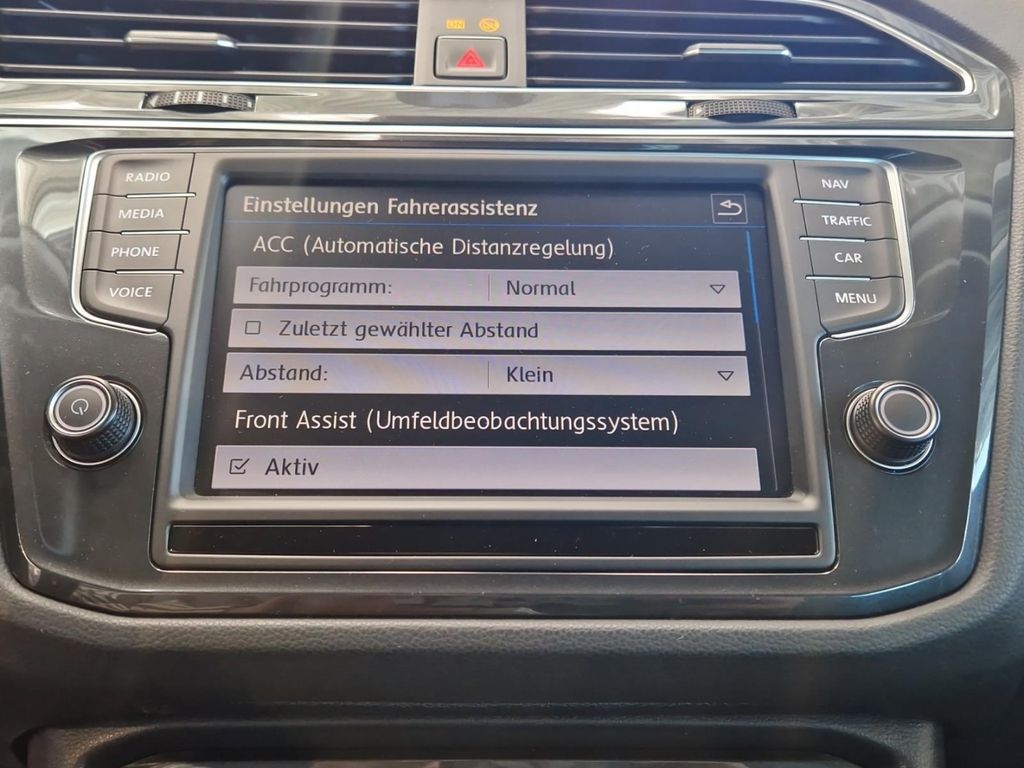 ON
RADIO
MEDIA
PHONE
VOICE
Einstellungen Fahrerassistenz
ACC (Automatische Distanzregelung)
Fahrprogramm: Normal
Zuletzt gewählter Abstand
Abstand: Klein
Front Assist (Umfeldbeobachtungssystem)
Aktiv
NAV
TRAFFIC
CAR
MENU